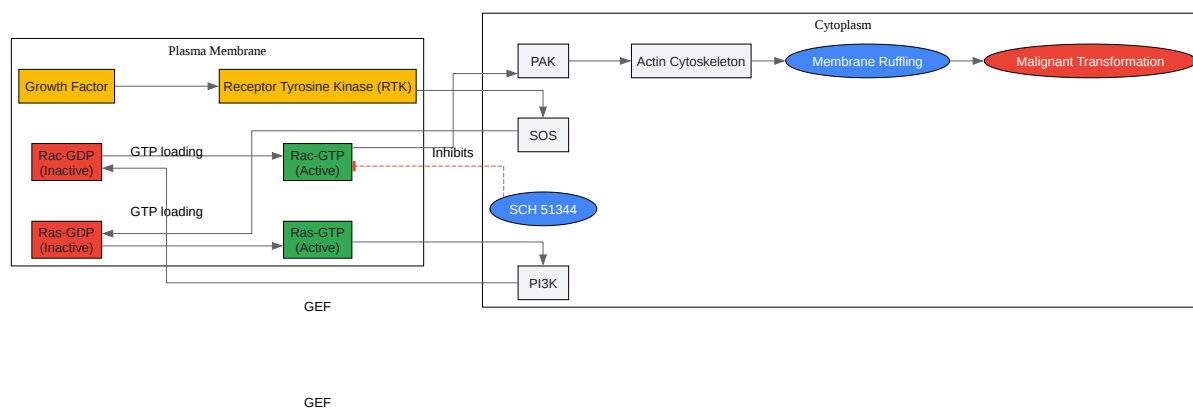 Cytoplasm
Plasma Membrane
Growth Factor
Receptor Tyrosine Kinase (RTK)
PAK
Actin Cytoskeleton
Membrane Ruffling
Malignant Transformation
SOS
Rac-GDP
(Inactive)
GTP loading
Rac-GTP
(Active)
Inhibits
SCH 51344
GTP loading
Ras-GDP
(Inactive)
Ras-GTP
(Active)
PI3K
GEF
GEF